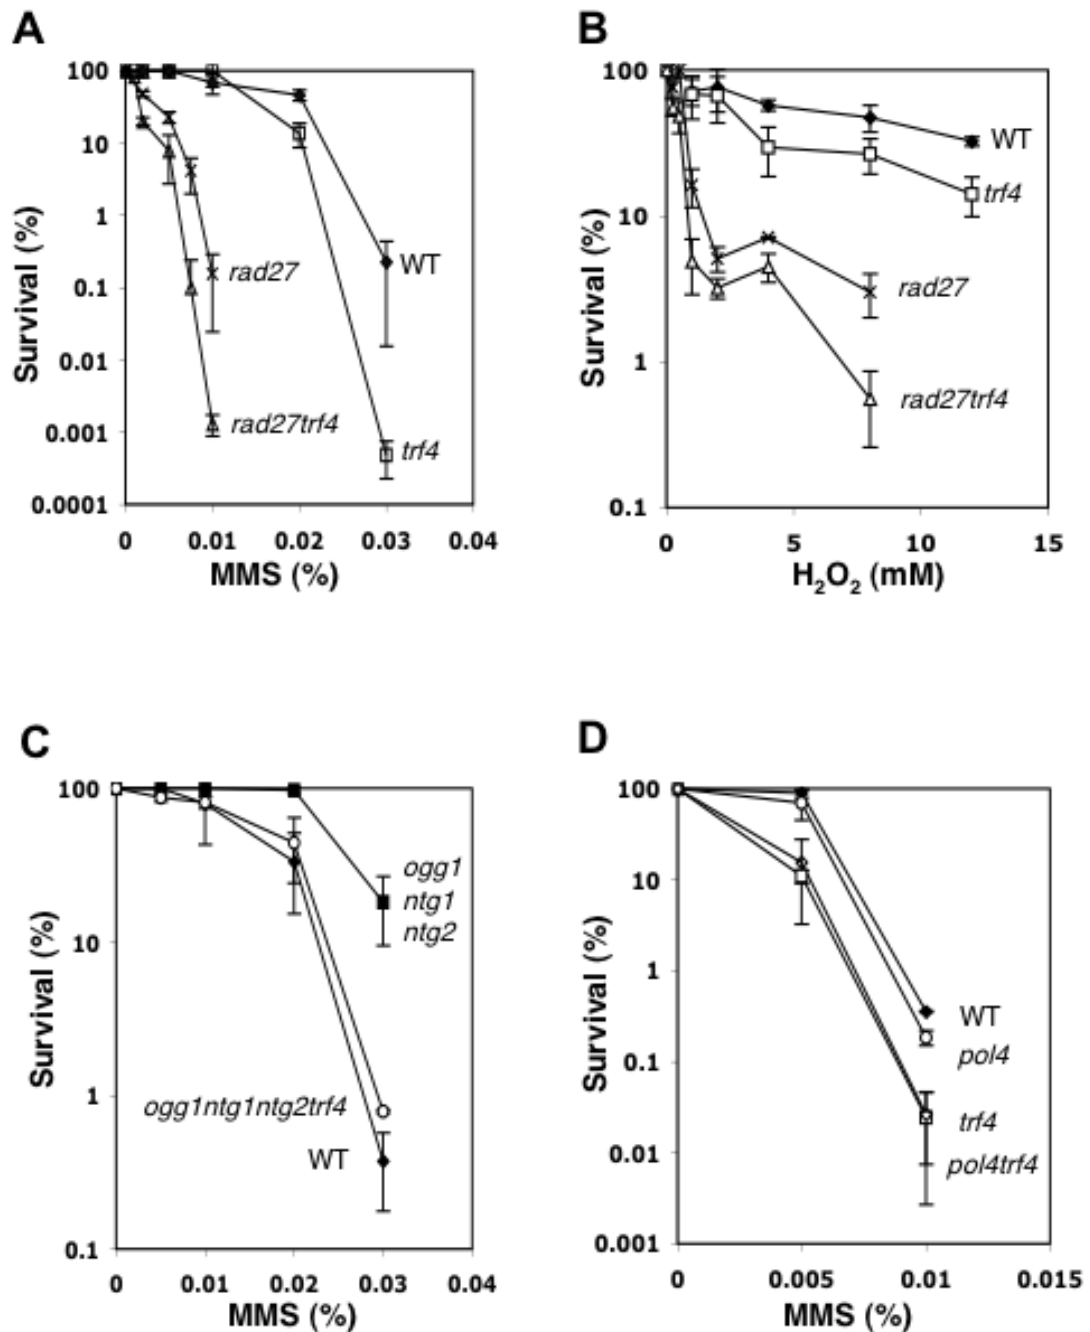 A
100
10
1
0.1
0.01
0.001
0.0001
Survival (%)
WT
rad27
rad27trf4
trf4
0 0.01 0.02 0.03 0.04
MMS (%)
B
100
10
1
0.1
Survival (%)
WT
trf4
rad27
rad27trf4
0 5 10 15
H₂O₂ (mM)
C
100
10
1
0.1
Survival (%)
ogg1
ntg1
ntg2
ogg1ntg1ntg2trf4
WT
0 0.01 0.02 0.03 0.04
MMS (%)
D
100
10
1
0.1
0.01
0.001
Survival (%)
WT
pol4
trf4
pol4trf4
0 0.005 0.01 0.015
MMS (%)